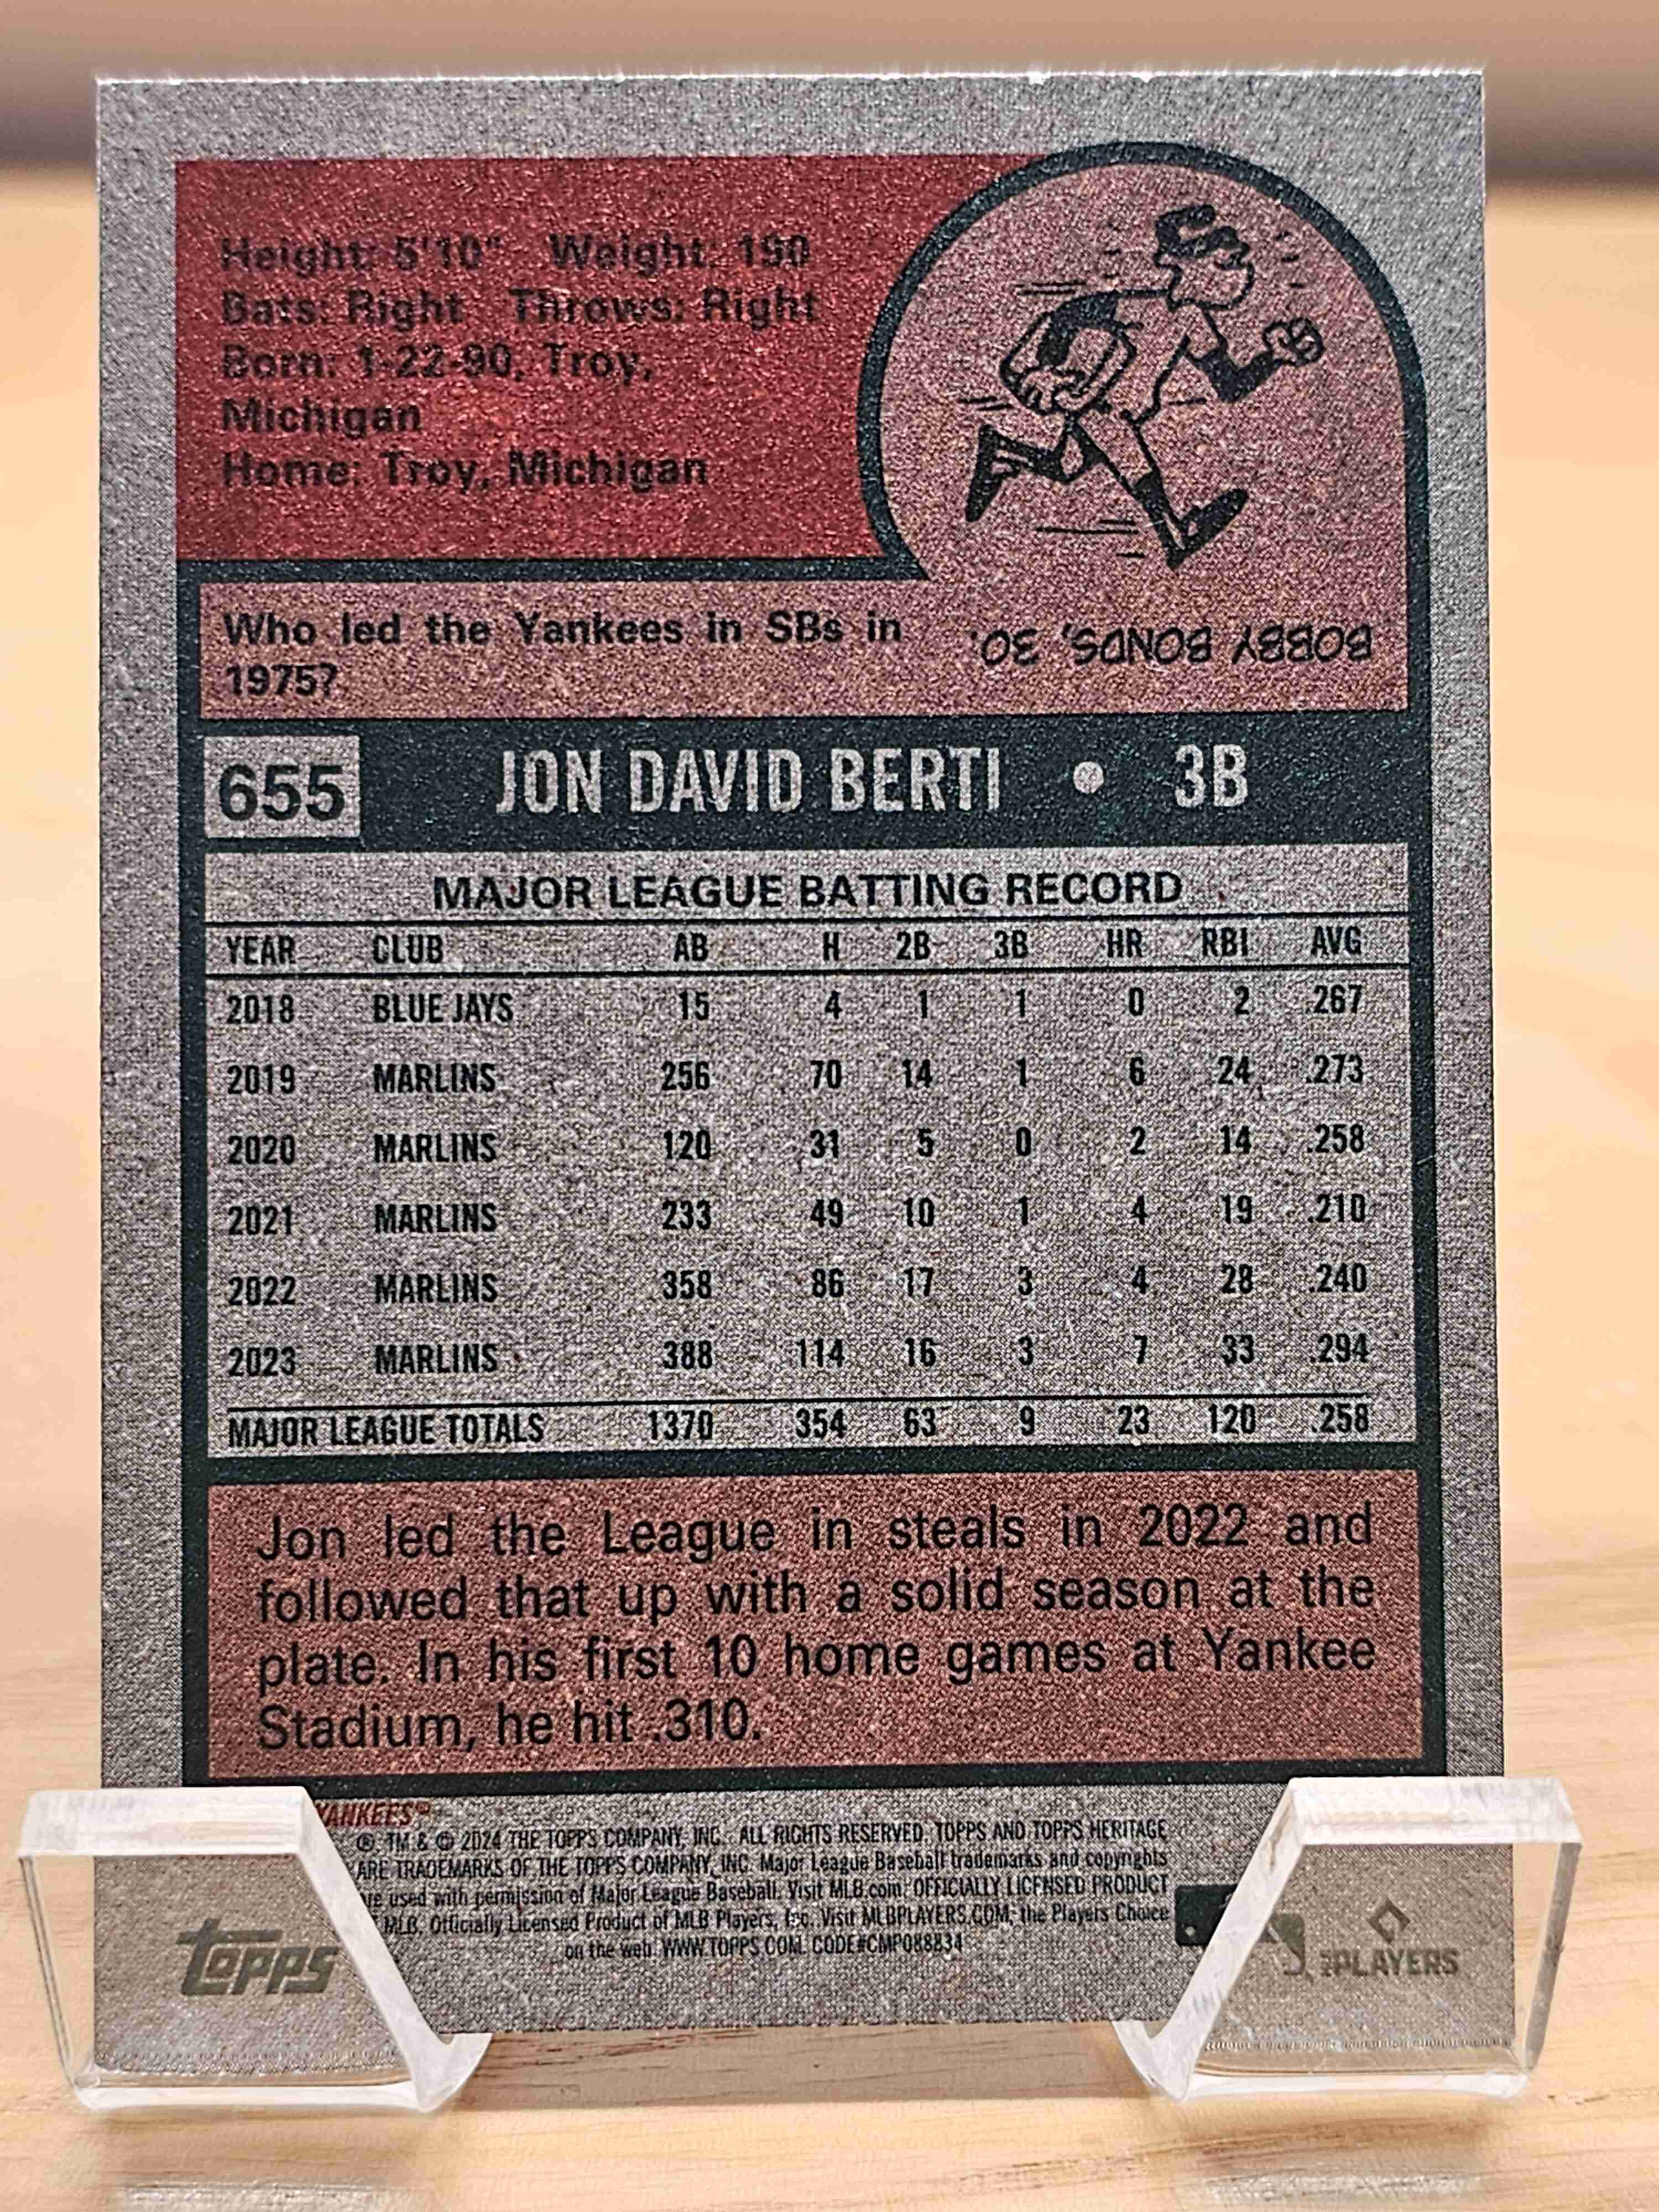 Height: 5'10" Weight: 190
Bats: Right Throws: Right
Born: 1-22-90, Troy,
Michigan
Home: Troy, Michigan
Who led the Yankees in SBs in
1975?
BOBBY BONDS, 30.
655 JON DAVID BERTI • 3B
MAJOR LEAGUE BATTING RECORD
YEAR CLUB AB H 2B 3B HR RBI AVG
2018 BLUE JAYS 15 4 1 1 0 2 .267
2019 MARLINS 256 70 14 1 6 24 .273
2020 MARLINS 120 31 5 0 2 14 .258
2021 MARLINS 233 49 10 1 4 19 .210
2022 MARLINS 358 86 17 3 4 28 .240
2023 MARLINS 388 114 16 3 7 33 .294
MAJOR LEAGUE TOTALS 1370 354 63 9 23 120 .258
Jon led the League in steals in 2022 and
followed that up with a solid season at the
plate. In his first 10 home games at Yankee
Stadium, he hit .310.
YANKEES®
® TM & © 2024 THE TOPPS COMPANY, INC. ALL RIGHTS RESERVED. TOPPS AND TOPPS HERITAGE
ARE TRADEMARKS OF THE TOPPS COMPANY, INC. Major League Baseball trademarks and copyrights
used with permission of Major League Baseball. Visit MLB.com. OFFICIALLY LICENSED PRODUCT
MLB. Officially Licensed Product of MLB Players, Inc. Visit MLBPLAYERS.COM, the Players Choice
on the web. WWW.TOPPS.COM. CODE#CMP088834
TOPPS
PLAYERS